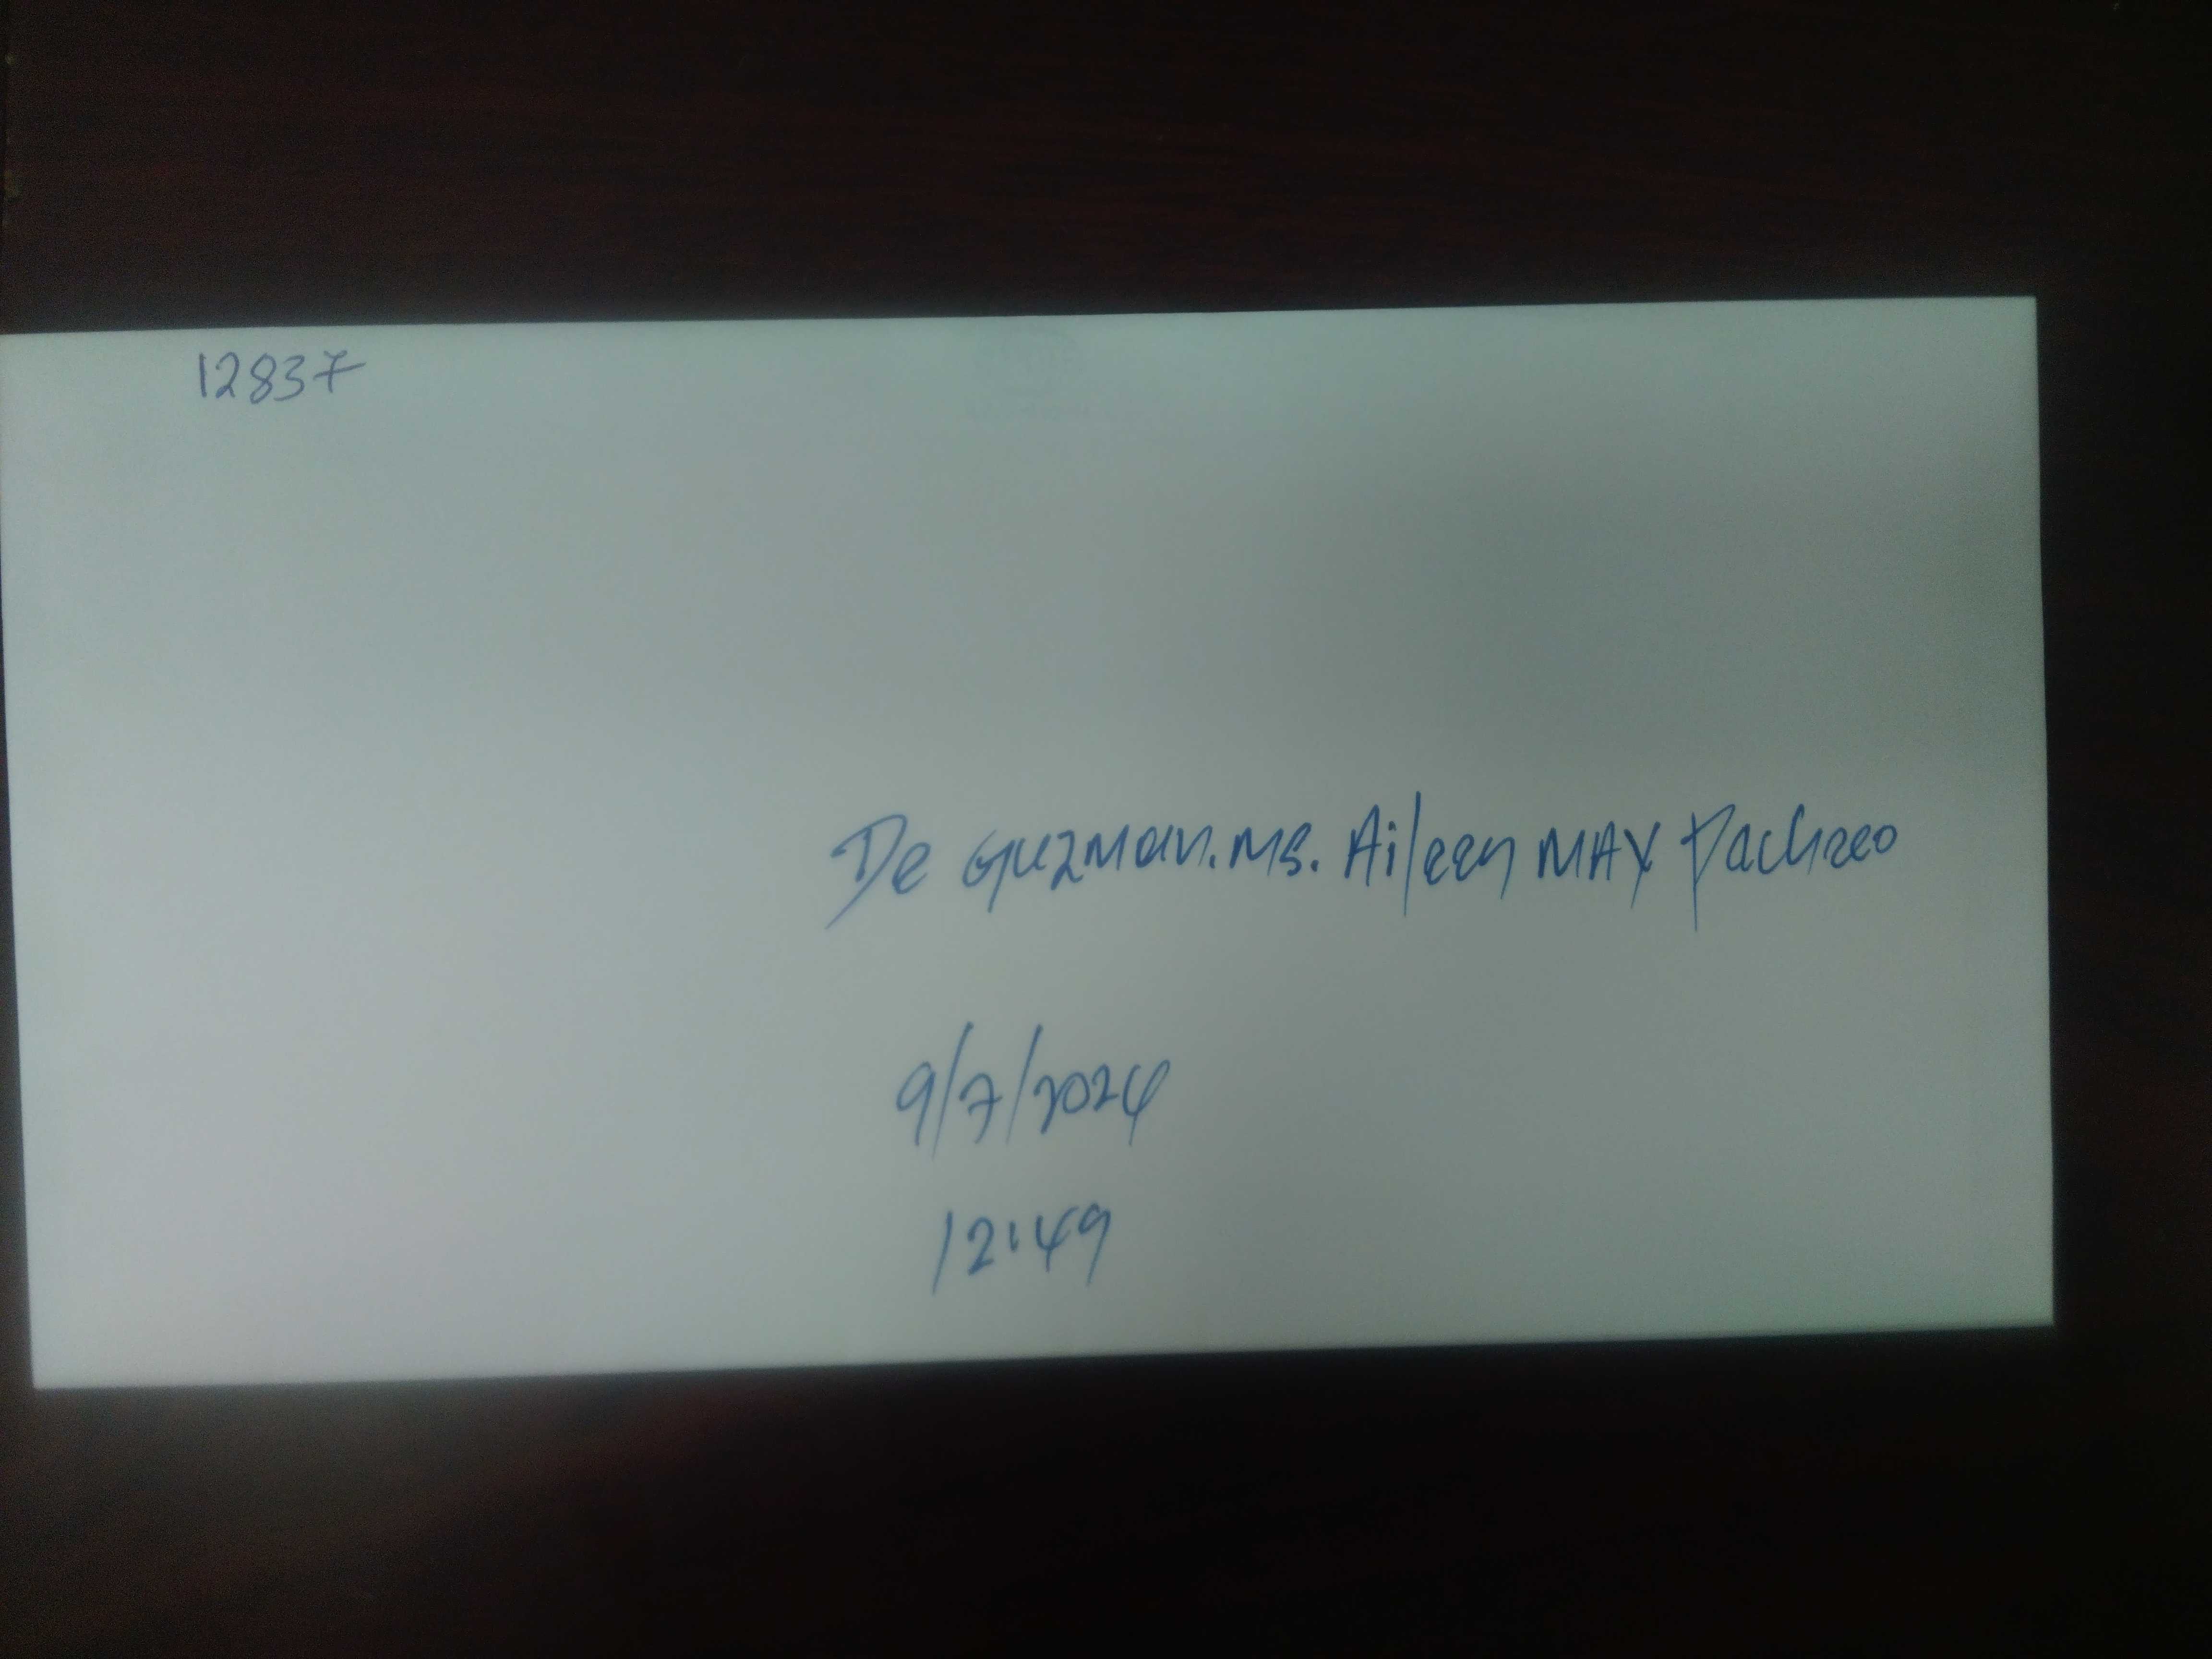 12837
De Guzman. Ms. Aileen MAY Pacheco
9/7/2024
12:49